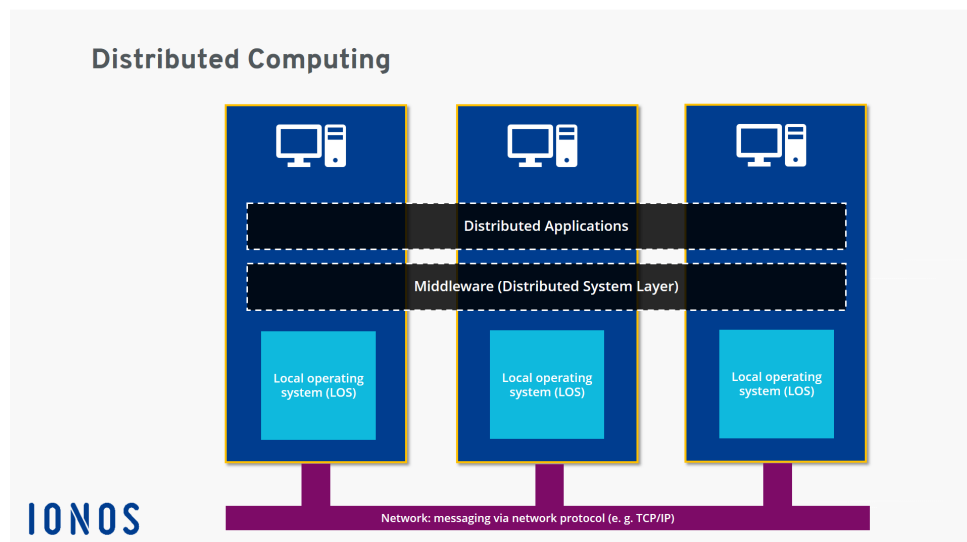 Distributed Computing
Distributed Applications
Middleware (Distributed System Layer)
Local operating
system (LOS)
Local operating
system (LOS)
Local operating
system (LOS)
Network: messaging via network protocol (e. g. TCP/IP)
IONOS